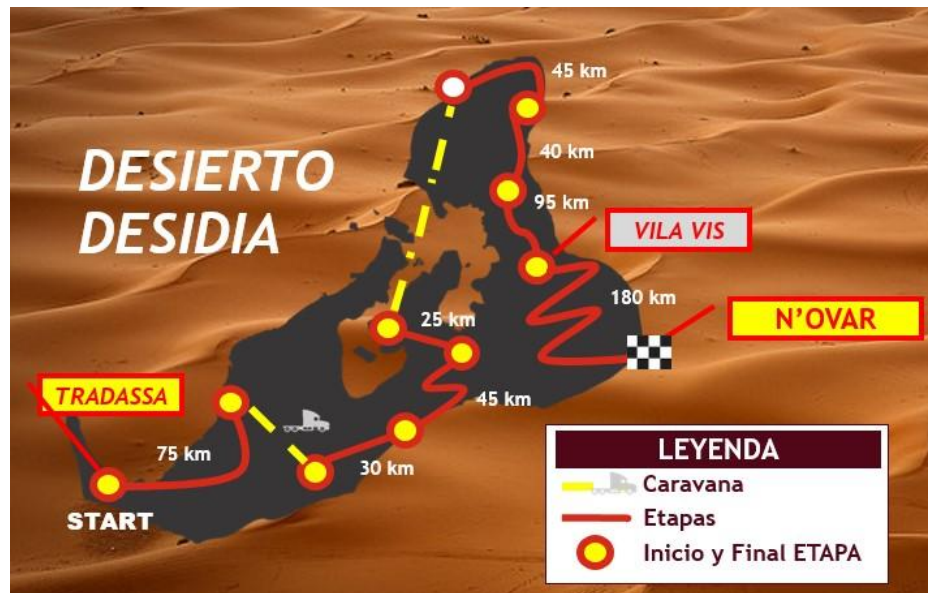 DESIERTO
DESIDIA
45 km
40 km
95 km
VILA VIS
180 km
N'OVAR
25 km
TRADASSA
45 km
75 km
30 km
START
LEYENDA
Caravana
Etapas
Inicio y Final ETAPA